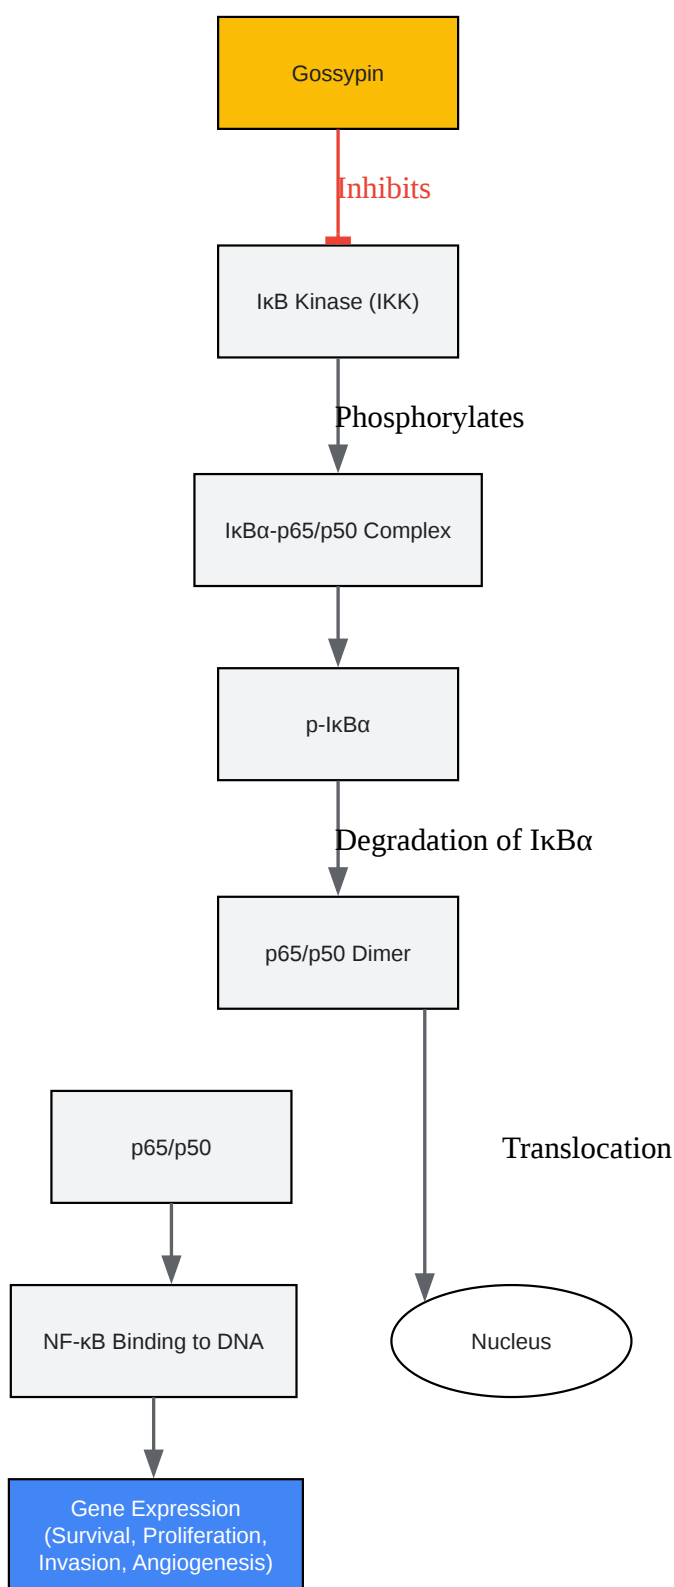 Gossypin
Inhibits
IκB Kinase (IKK)
Phosphorylates
IκBα-p65/p50 Complex
p-IκBα
Degradation of IκBα
p65/p50 Dimer
p65/p50
Translocation
NF-κB Binding to DNA
Nucleus
Gene Expression
(Survival, Proliferation,
Invasion, Angiogenesis)